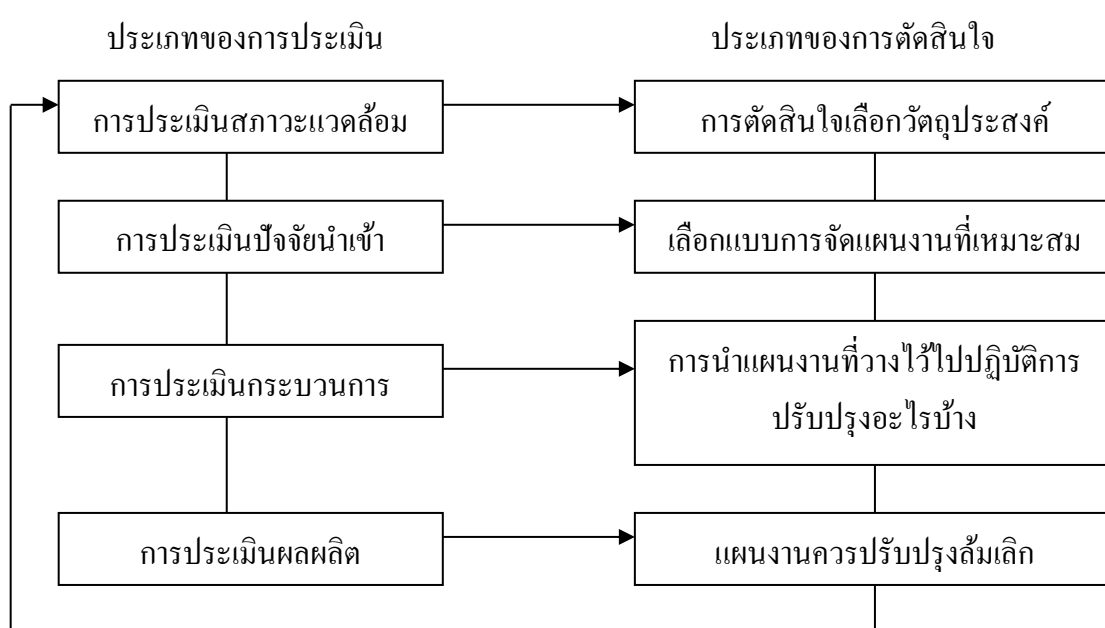 ประเภทของการประเมิน
ประเภทของการตัดสินใจ
การประเมินสภาวะแวดล้อม
การตัดสินใจเลือกวัตถุประสงค์
การประเมินปัจจัยนำเข้า
เลือกแบบการจัดแผนงานที่เหมาะสม
การประเมินกระบวนการ
การนำแผนงานที่วางไว้ไปปฏิบัติการ
ปรับปรุงอะไรบ้าง
การประเมินผลผลิต
แผนงานควรปรับปรุงล้มเลิก